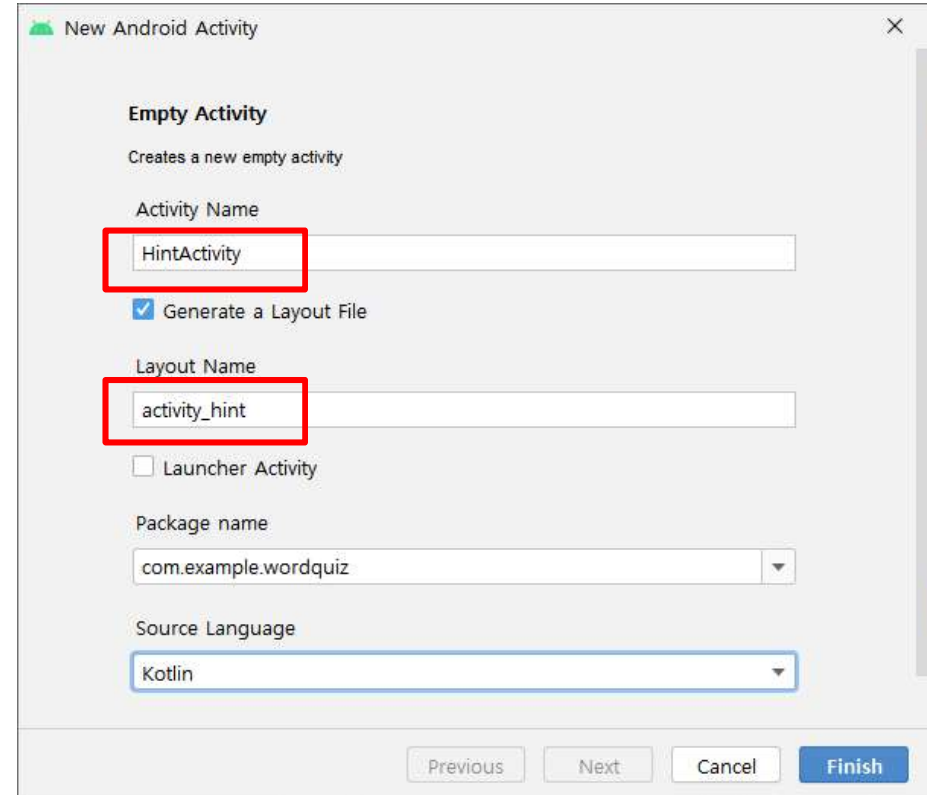 New Android Activity
Empty Activity
Creates a new empty activity
Activity Name
HintActivity
Generate a Layout File
Layout Name
activity_hint
Launcher Activity
Package name
com.example.wordquiz
Source Language
Kotlin
Previous Next Cancel Finish